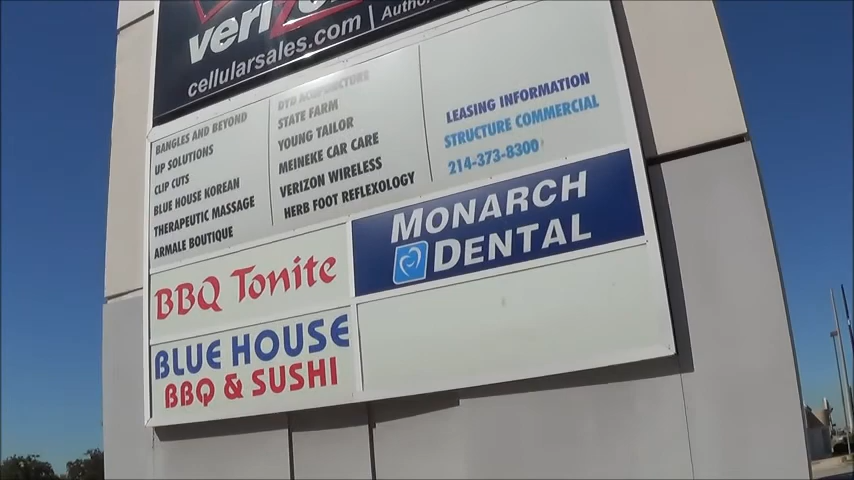 verizon
cellularsales.com
BANGLES AND BEYOND
UP SOLUTIONS
CLIP CUTS
BLUE HOUSE KOREAN
THERAPEUTIC MASSAGE
ARMALE BOUTIQUE
ACUPUNCTURE
STATE FARM
YOUNG TAILOR
MEINEKE CAR CARE
VERIZON WIRELESS
HERB FOOT REFLEXOLOGY
LEASING INFORMATION
STRUCTURE COMMERCIAL
214-373-8300
BBQ Tonite
MONARCH
DENTAL
BLUE HOUSE
BBQ & SUSHI